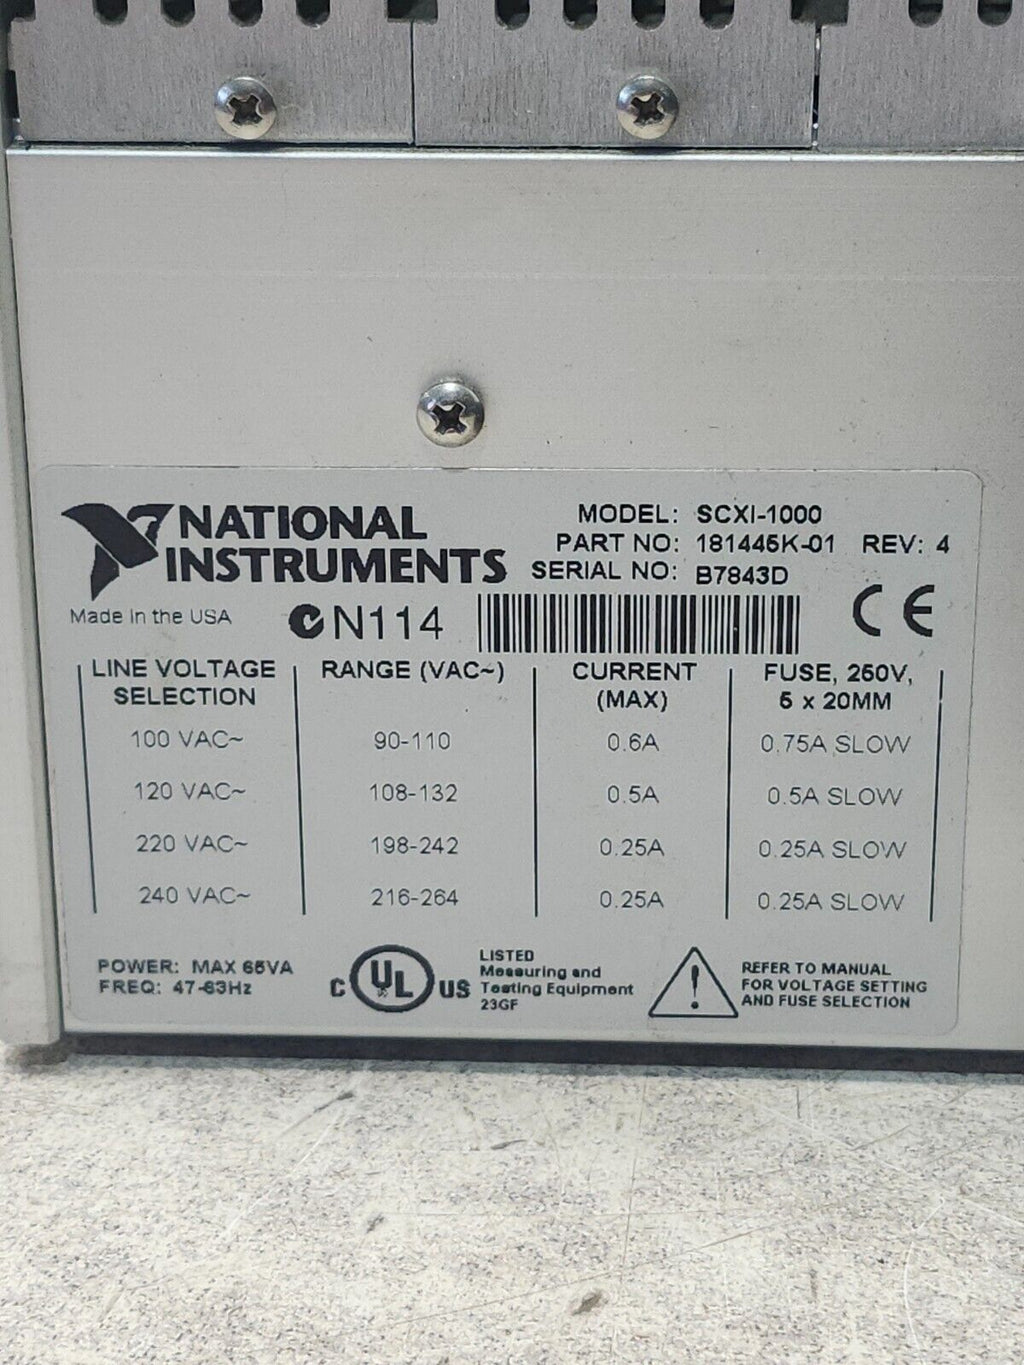 NATIONAL INSTRUMENTS
MODEL: SCXI-1000
PART NO: 181445K-01 REV: 4
SERIAL NO: B7843D
Made in the USA
N114
CE
LINE VOLTAGE SELECTION RANGE (VAC~) CURRENT (MAX) FUSE, 250V, 5 x 20MM
100 VAC~ 90-110 0.6A 0.75A SLOW
120 VAC~ 108-132 0.5A 0.5A SLOW
220 VAC~ 198-242 0.25A 0.25A SLOW
240 VAC~ 216-264 0.25A 0.25A SLOW
POWER: MAX 65VA
FREQ: 47-63Hz
C UL US
LISTED
Measuring and
Testing Equipment
23GF
REFER TO MANUAL
FOR VOLTAGE SETTING
AND FUSE SELECTION